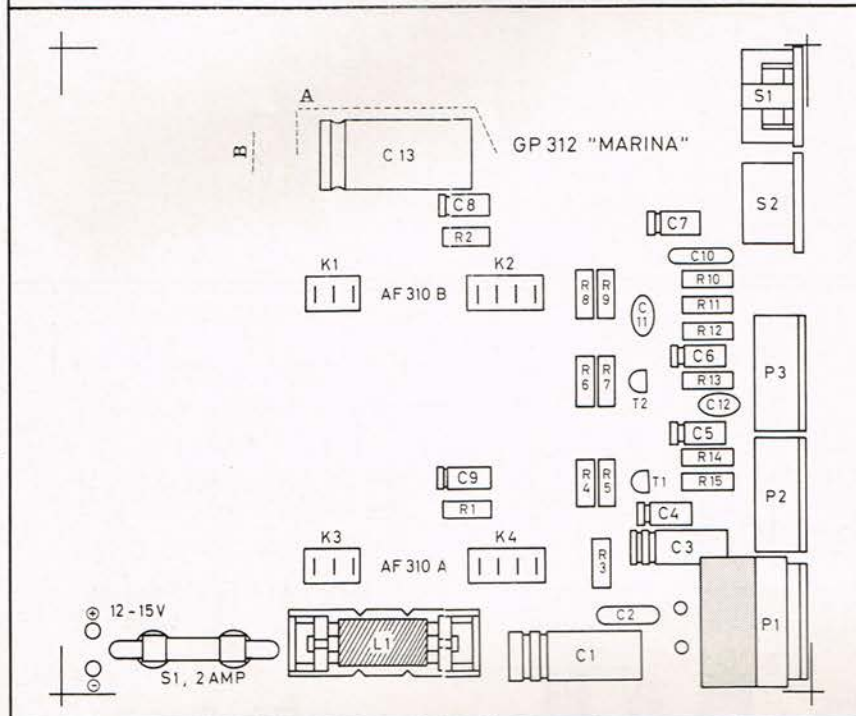 A
B
C 13
GP 312 "MARINA"
S1
S2
C8
R2
C7
C10
R10
R11
R12
K1
AF 310 B
K2
R8
R9
C11
C6
R13
P3
R6
R7
T2
C12
C5
R14
R15
C9
R1
R4
R5
T1
C4
P2
K3
AF 310 A
K4
R3
C3
⊕ 12-15V
⊖
S1, 2 AMP
L1
C1
C2
P1